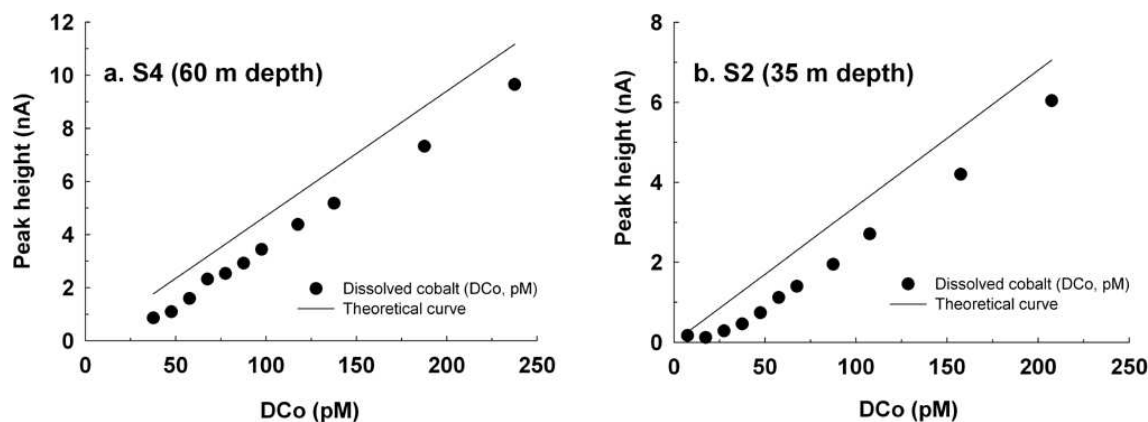 a. S4 (60 m depth)
Peak height (nA)
12
10
8
6
4
2
0
Dissolved cobalt (DCo, pM)
Theoretical curve
0 50 100 150 200 250
DCo (pM)
b. S2 (35 m depth)
Peak height (nA)
8
6
4
2
0
Dissolved cobalt (DCo, pM)
Theoretical curve
0 50 100 150 200 250
DCo (pM)